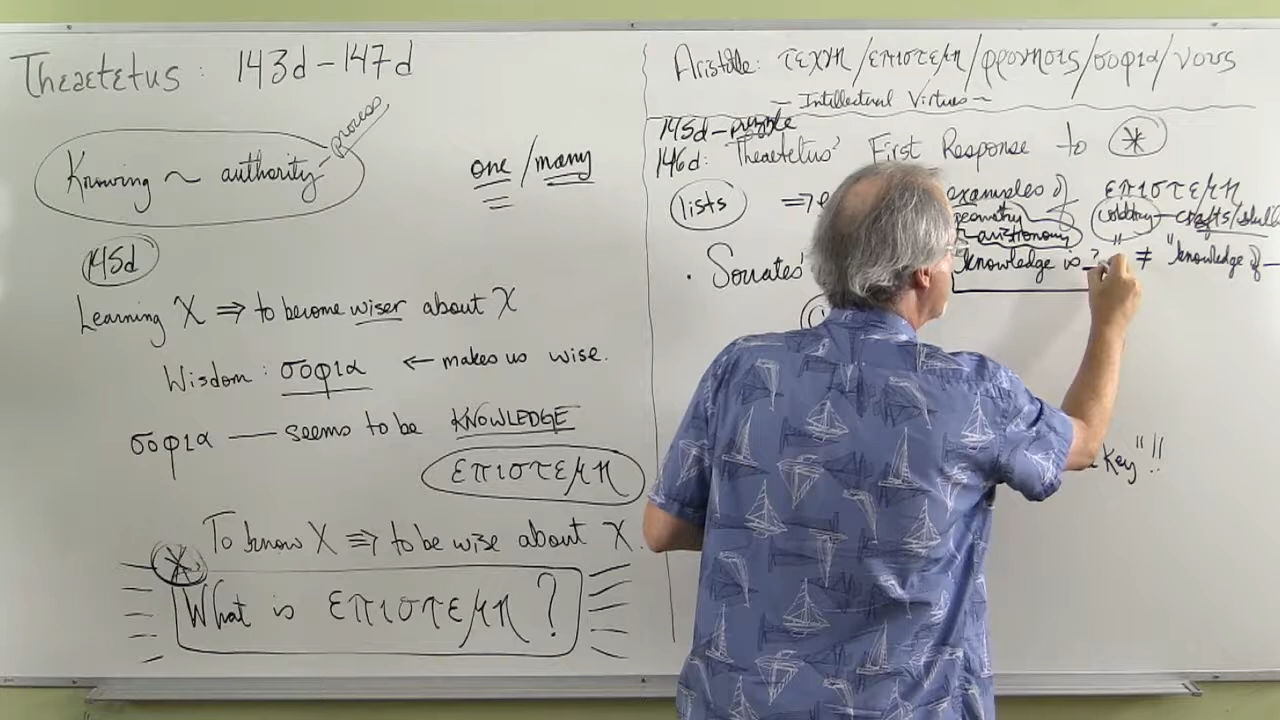 Theaetetus: 143d-147d
Knowing ~ authority - process
one / many
145d
Learning X ⇒ to become wiser about X
Wisdom: σοφια ← makes us wise.
σοφια — seems to be KNOWLEDGE
επιστεμη
To know X ⇒ to be wise about X.
* What is επιστεμη?
Aristotle: τεχνη/επιστεμη/φρονησις/σοφια/νους
- Intellectual Virtues ~
145d - puzzle
146d: Theaetetus' First Response to *
lists ⇒ examples of επιστεμη
geometry cobbling - crafts/skills
astronomy
• Socrates' "knowledge is ?" ≠ "knowledge of —
Key"!!